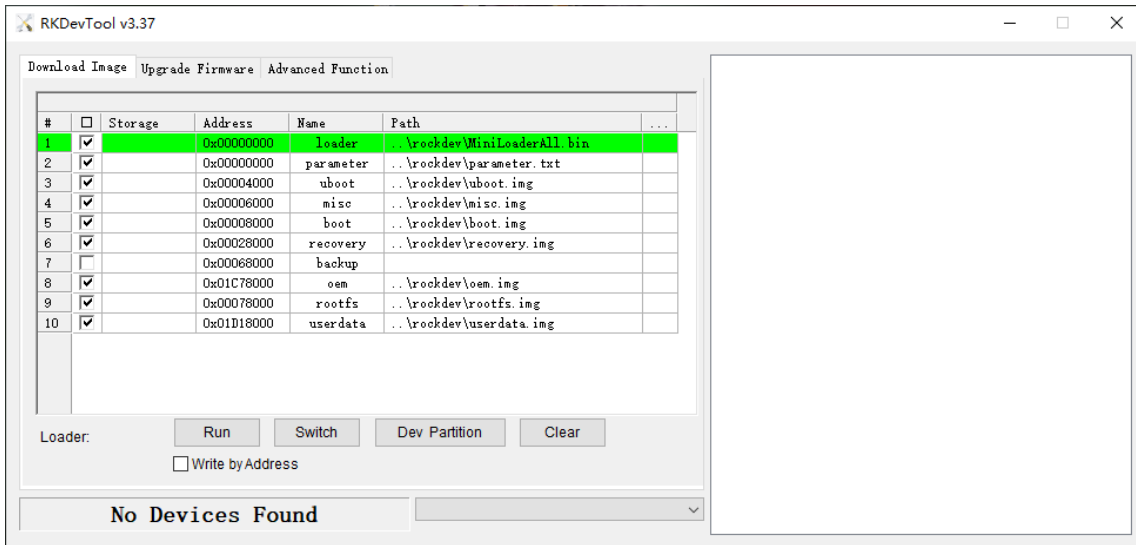 RKDevTool v3.37
Download Image Upgrade Firmware Advanced Function
# Storage Address Name Path ...
1 0x00000000 loader ..\rockdev\MiniLoaderAll.bin
2 0x00000000 parameter ..\rockdev\parameter.txt
3 0x00004000 uboot ..\rockdev\uboot.img
4 0x00006000 misc ..\rockdev\misc.img
5 0x00008000 boot ..\rockdev\boot.img
6 0x00028000 recovery ..\rockdev\recovery.img
7 0x00068000 backup
8 0x01C78000 oem ..\rockdev\oem.img
9 0x00078000 rootfs ..\rockdev\rootfs.img
10 0x01D18000 userdata ..\rockdev\userdata.img
Loader: Run Switch Dev Partition Clear
Write by Address
No Devices Found